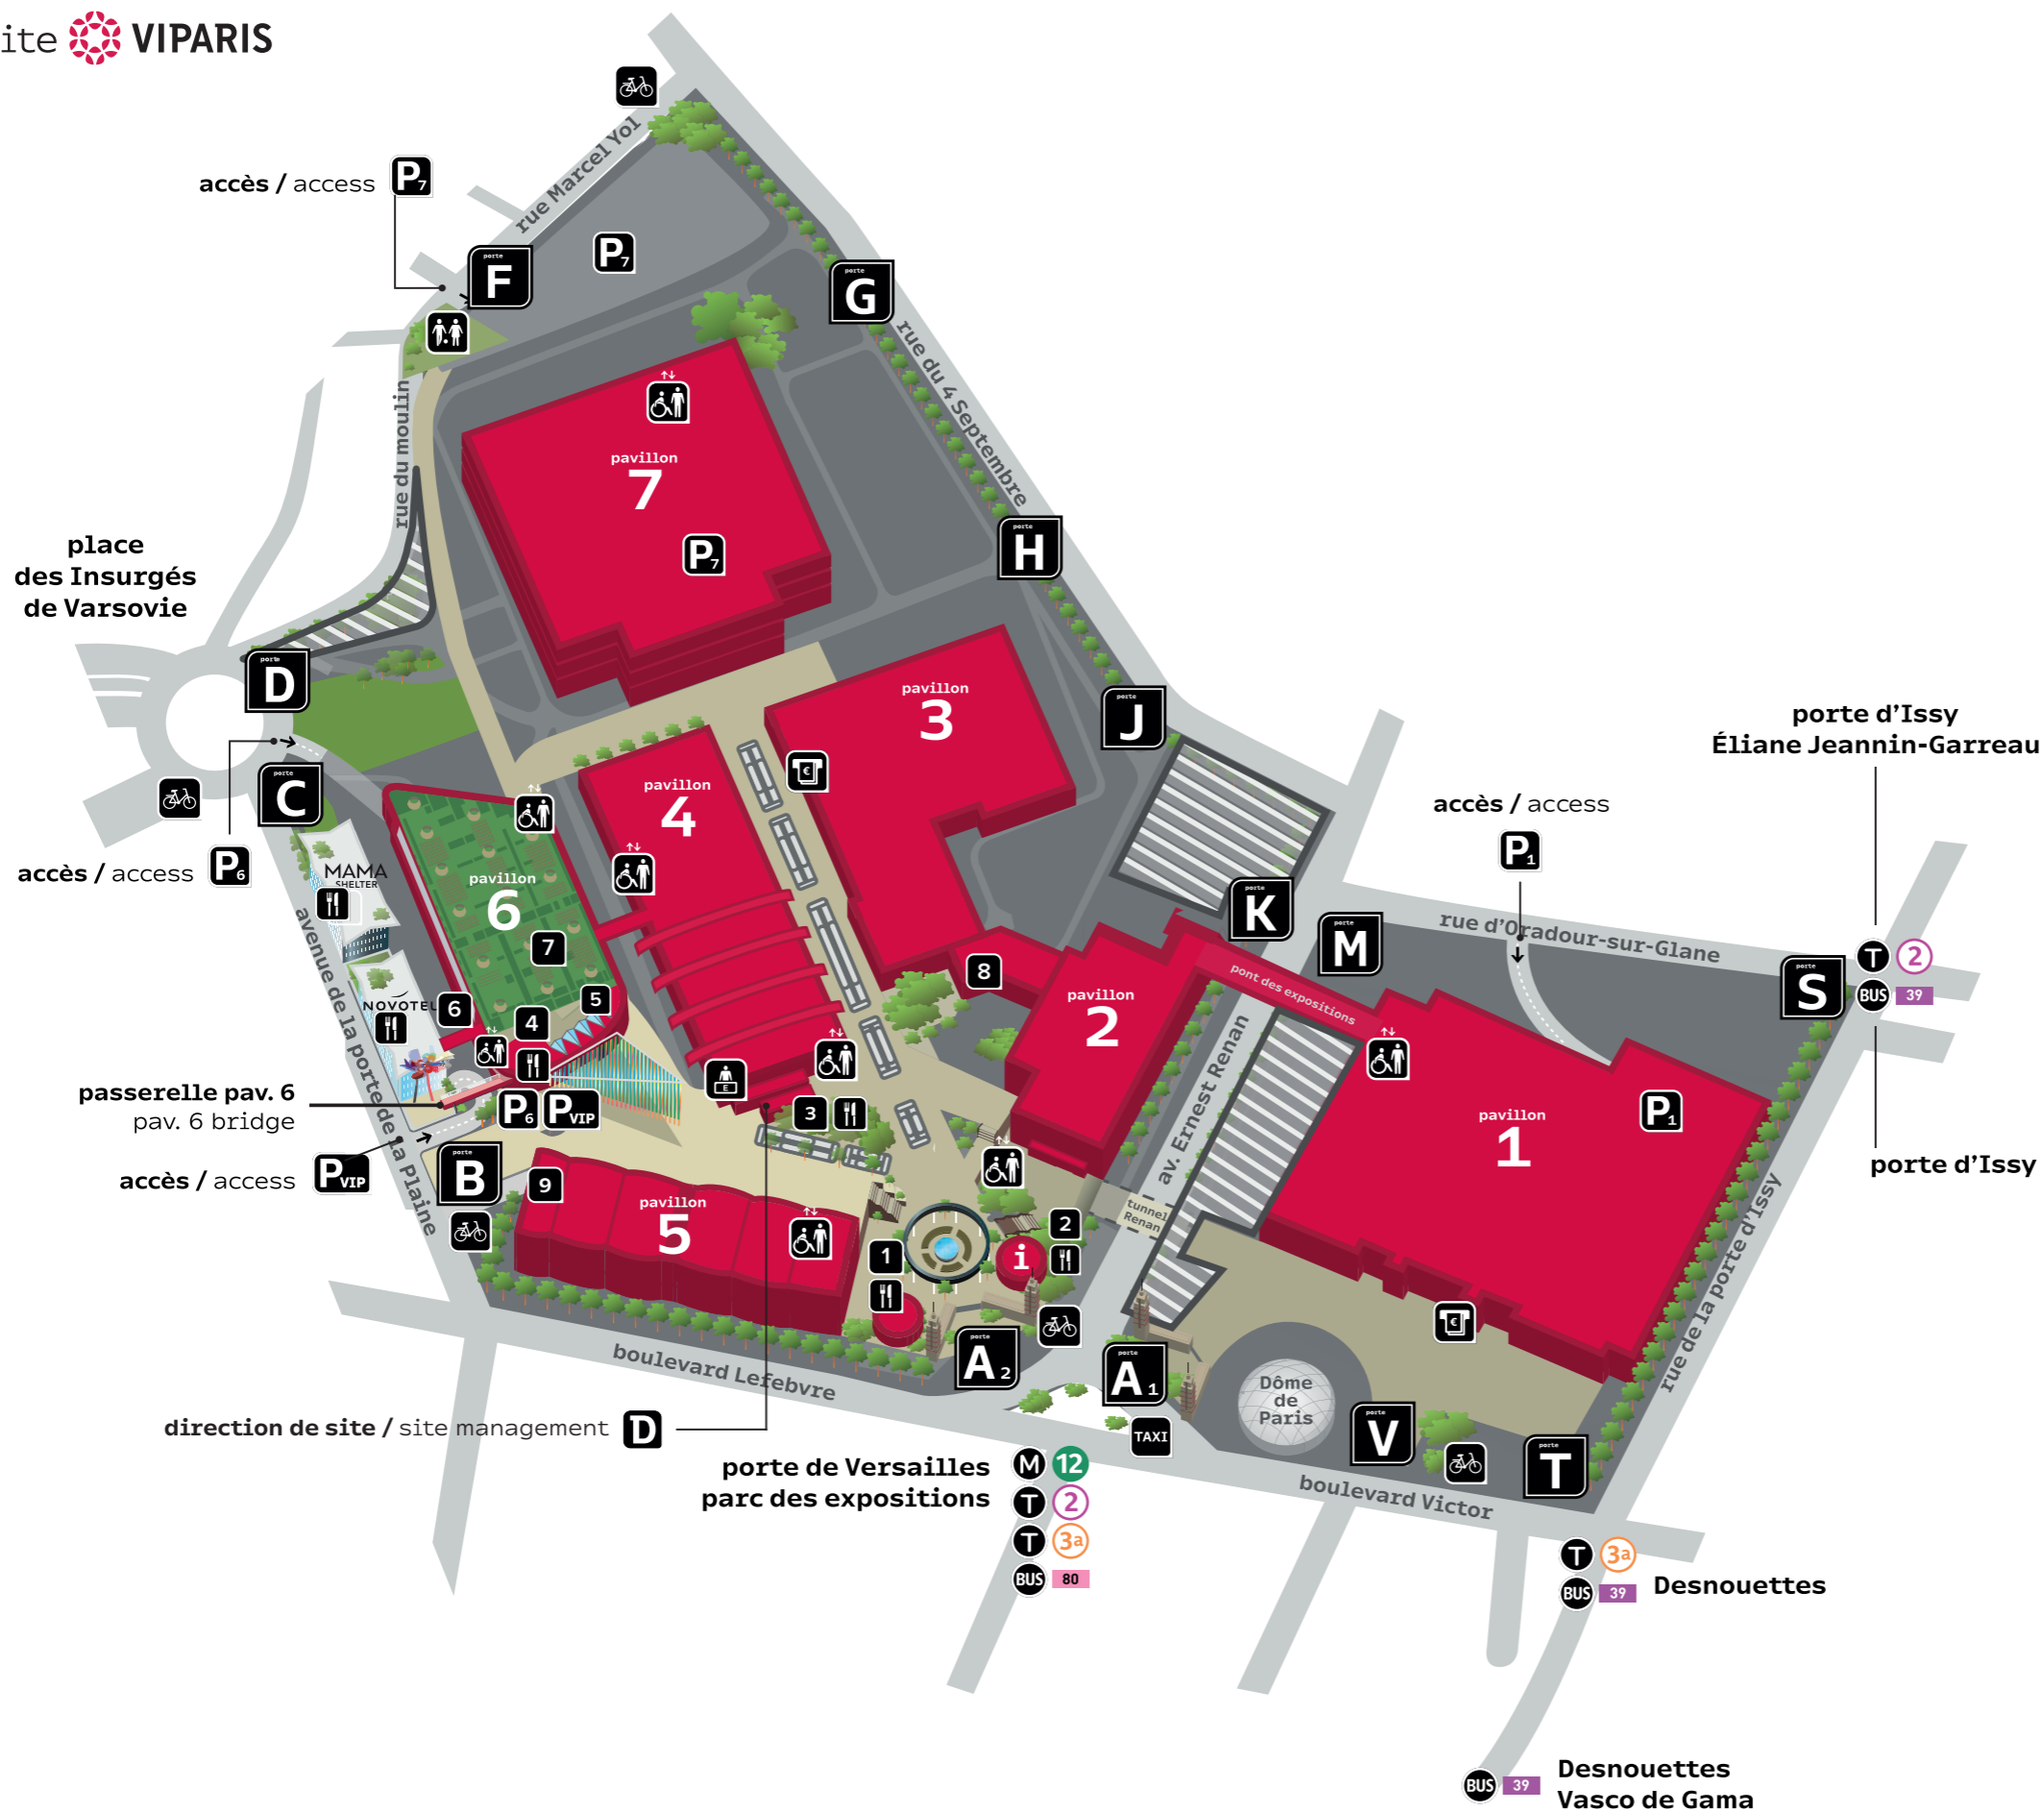 ite VIPARIS
accès / access P7
rue Marcel Yol
porte
F
P7
porte
G
rue du 4 Septembre
rue du moulin
pavillon
7
P7
porte
H
place
des Insurgés
de Varsovie
porte
D
pavillon
3
porte
J
porte d'Issy
Éliane Jeannin-Garreau
porte
C
accès / access P6
pavillon
4
€
accès / access
P1
MAMA
SHELTER
pavillon
6
7
porte
K
porte
M
rue d'Oradour-sur-Glane
T 2
BUS 39
porte
S
avenue de la porte de la Plaine
NOVOTEL
6
4
5
8
pavillon
2
pont des expositions
av. Ernest Renan
passerelle pav. 6
pav. 6 bridge
P6 PVIP
E
3
pavillon
1
P1
porte d'Issy
accès / access PVIP
porte
B
9
pavillon
5
tunnel
Renan
1
2
i
rue de la porte d'Issy
€
boulevard Lefebvre
porte
A2
porte
A1
Dôme
de
Paris
porte
V
porte
T
TAXI
direction de site / site management D
boulevard Victor
porte de Versailles
parc des expositions
M 12
T 2
T 3a
BUS 80
T 3a
BUS 39
Desnouettes
BUS 39
Desnouettes
Vasco de Gama